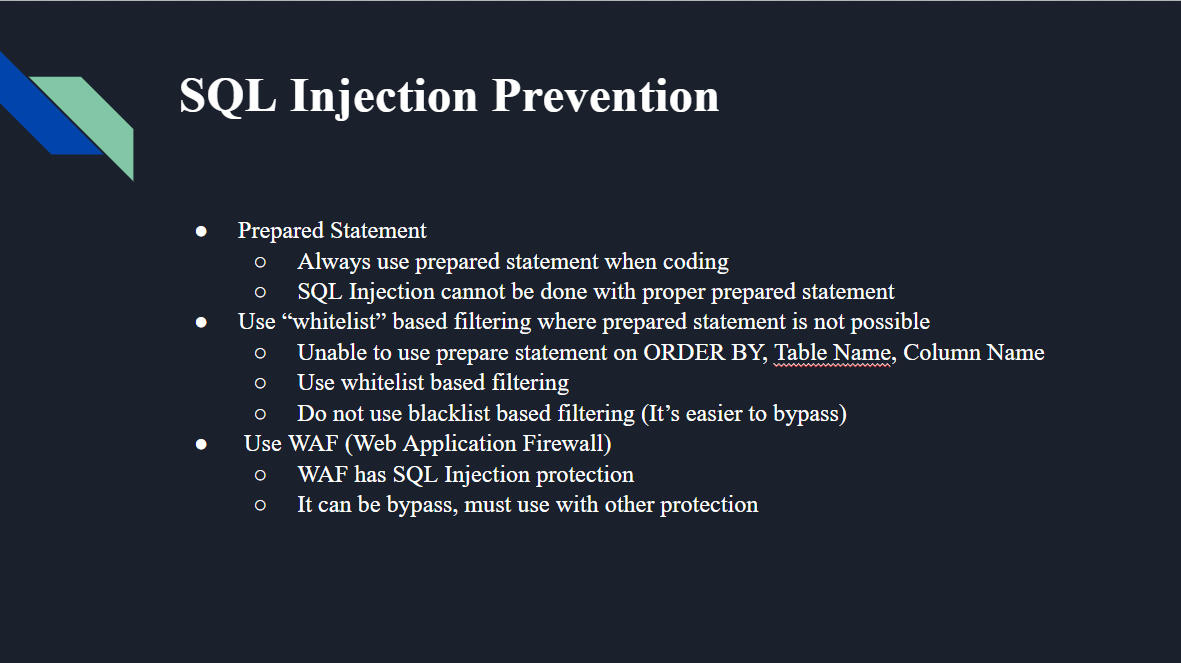 SQL Injection Prevention
● Prepared Statement
○ Always use prepared statement when coding
○ SQL Injection cannot be done with proper prepared statement
● Use “whitelist” based filtering where prepared statement is not possible
○ Unable to use prepare statement on ORDER BY, Table Name, Column Name
○ Use whitelist based filtering
○ Do not use blacklist based filtering (It’s easier to bypass)
● Use WAF (Web Application Firewall)
○ WAF has SQL Injection protection
○ It can be bypass, must use with other protection